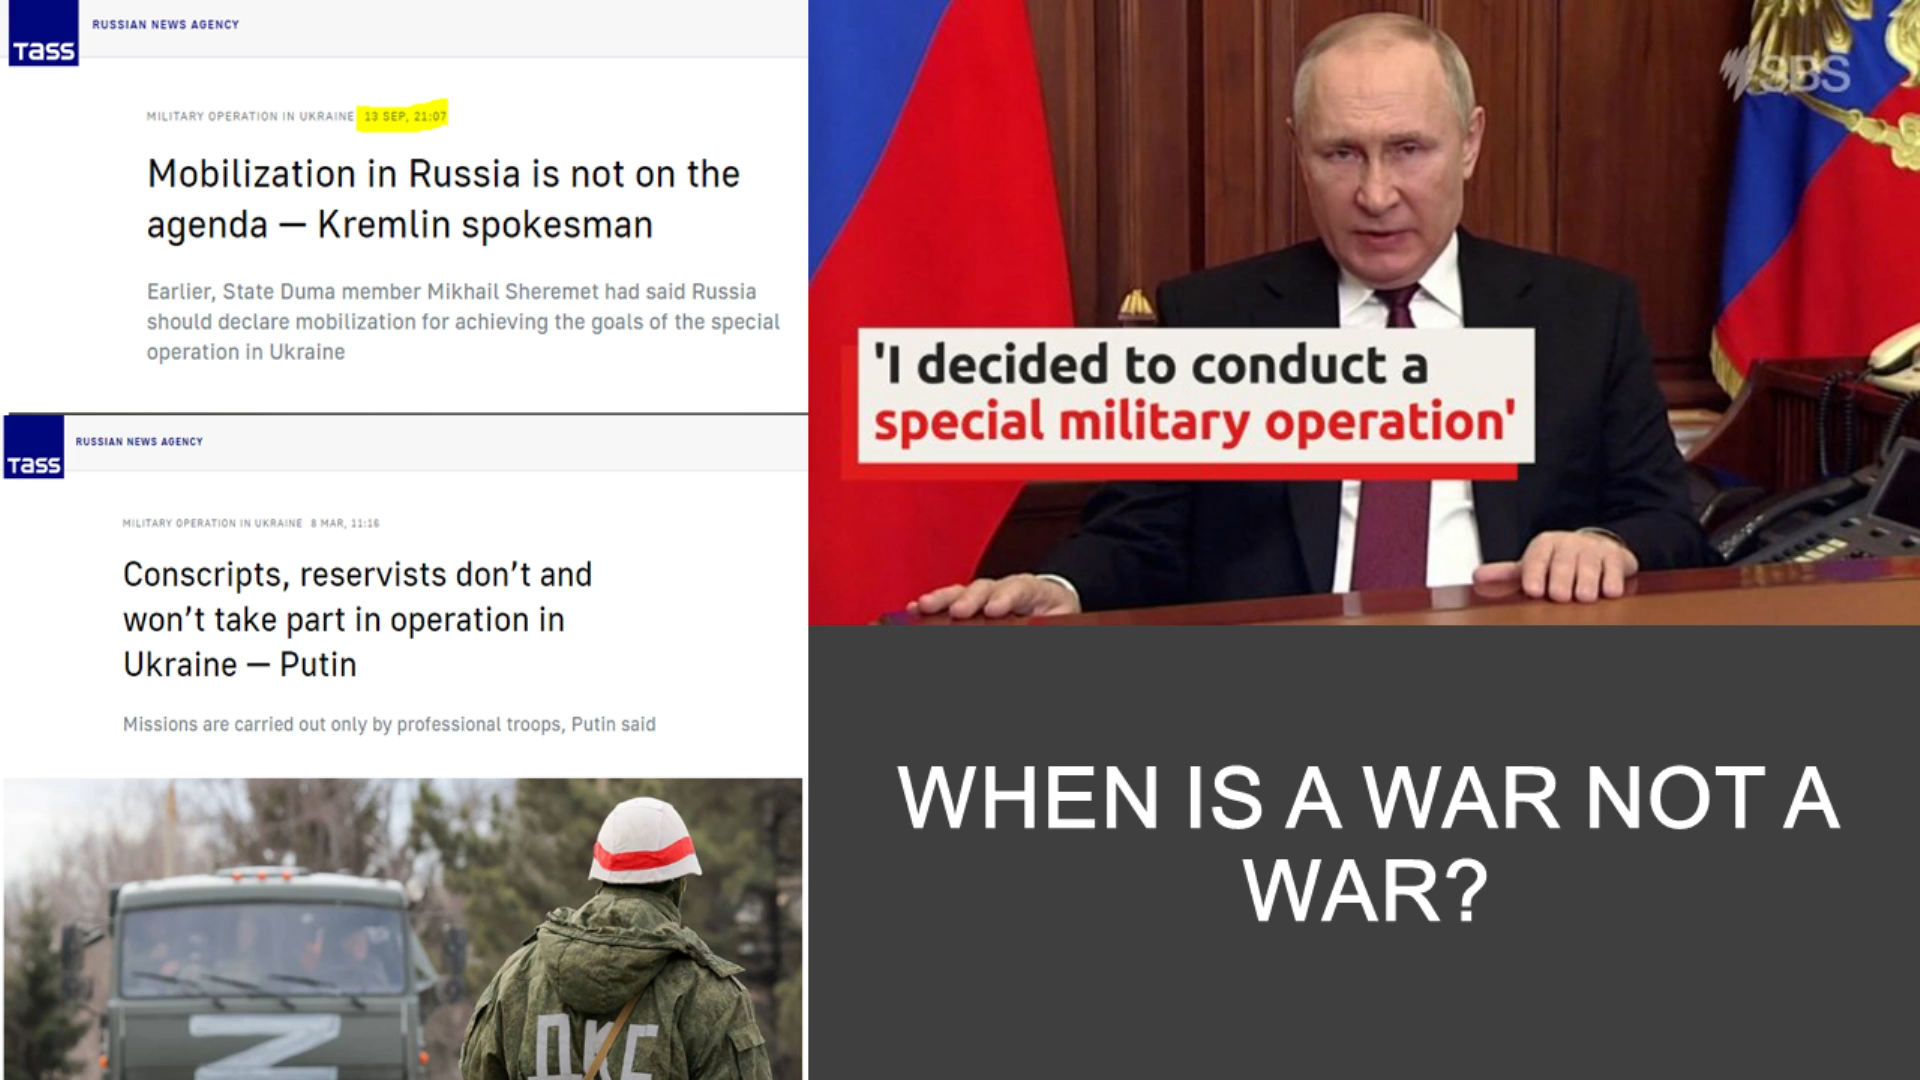 Tass
RUSSIAN NEWS AGENCY
MILITARY OPERATION IN UKRAINE 13 SEP, 21:07
Mobilization in Russia is not on the
agenda — Kremlin spokesman
Earlier, State Duma member Mikhail Sheremet had said Russia
should declare mobilization for achieving the goals of the special
operation in Ukraine
Tass
RUSSIAN NEWS AGENCY
MILITARY OPERATION IN UKRAINE 8 MAR, 11:16
Conscripts, reservists don't and
won't take part in operation in
Ukraine — Putin
Missions are carried out only by professional troops, Putin said
Z
ДКС
SBS
'I decided to conduct a
special military operation'
WHEN IS A WAR NOT A
WAR?